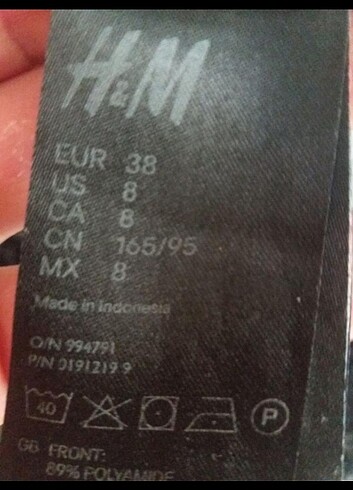 H&M
EUR 38
US 8
CA 8
CN 165/95
MX 8
Made in Indonesia
O/N 994791
P/N 0191219 9
40
P
GB FRONT:
89% POLYAMIDE